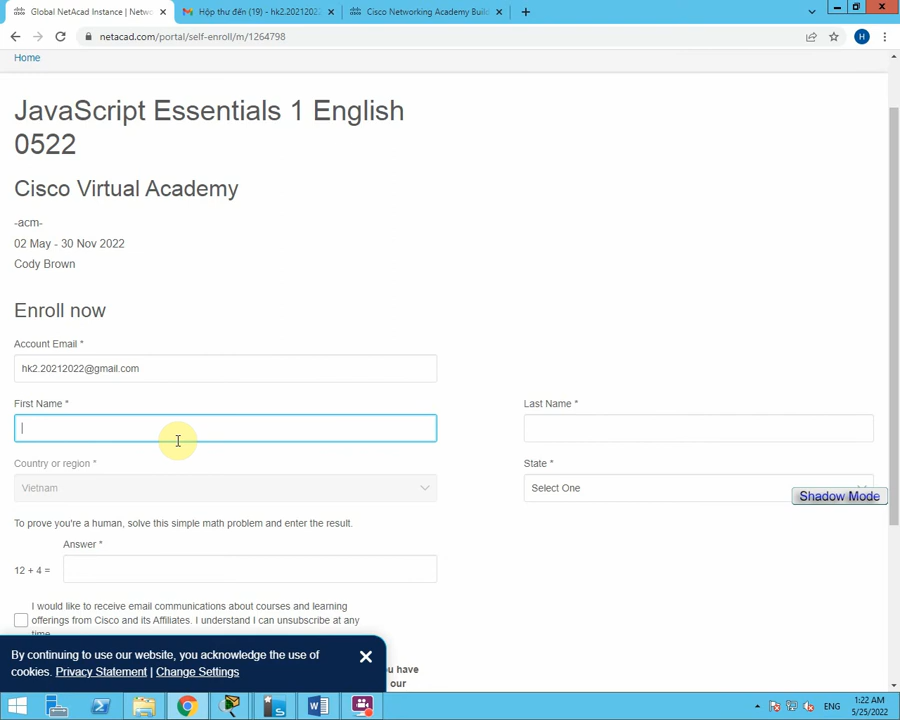 Global NetAcad Instance | Netwo
Hộp thư đến (19) - hk2.2021202
Cisco Networking Academy Build
netacad.com/portal/self-enroll/m/1264798
H
Home
JavaScript Essentials 1 English
0522
Cisco Virtual Academy
-acm-
02 May - 30 Nov 2022
Cody Brown
Enroll now
Account Email *
hk2.20212022@gmail.com
First Name *
Last Name *
Country or region *
State *
Vietnam
Select One
Shadow Mode
To prove you're a human, solve this simple math problem and enter the result.
Answer *
12 + 4 =
I would like to receive email communications about courses and learning
offerings from Cisco and its Affiliates. I understand I can unsubscribe at any
time.
By continuing to use our website, you acknowledge the use of
cookies. Privacy Statement | Change Settings
u have
our
ENG
1:22 AM
5/25/2022